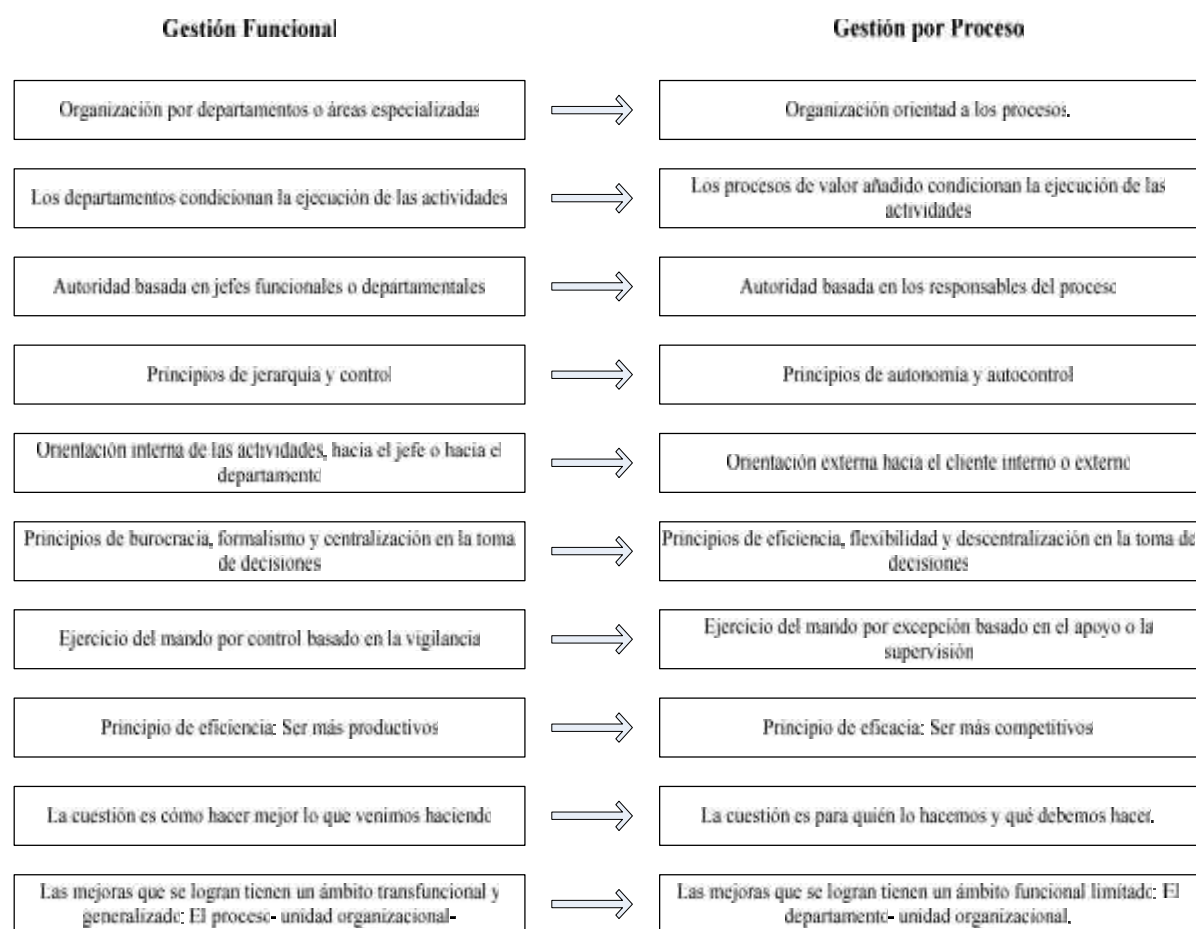 Gestión Funcional
Gestión por Proceso
Organización por departamentos o áreas especializadas
Organización orientad a los procesos.
Los departamentos condicionan la ejecución de las actividades
Los procesos de valor añadido condicionan la ejecución de las
actividades
Autoridad basada en jefes funcionales o departamentales
Autoridad basada en los responsables del proceso
Principios de jerarquía y control
Principios de autonomía y autocontrol
Orientación interna de las actividades, hacia el jefe o hacia el
departamento
Orientación externa hacia el cliente interno o externo
Principios de burocracia, formalismo y centralización en la toma
de decisiones
Principios de eficiencia, flexibilidad y descentralización en la toma de
decisiones
Ejercicio del mando por control basado en la vigilancia
Ejercicio del mando por excepción basado en el apoyo o la
supervisión
Principio de eficiencia: Ser más productivos
Principio de eficacia: Ser más competitivos
La cuestión es cómo hacer mejor lo que venimos haciendo
La cuestión es para quién lo hacemos y qué debemos hacer.
Las mejoras que se logran tienen un ámbito transfuncional y
generalizado: El proceso- unidad organizacional-
Las mejoras que se logran tienen un ámbito funcional limitado: El
departamento- unidad organizacional.